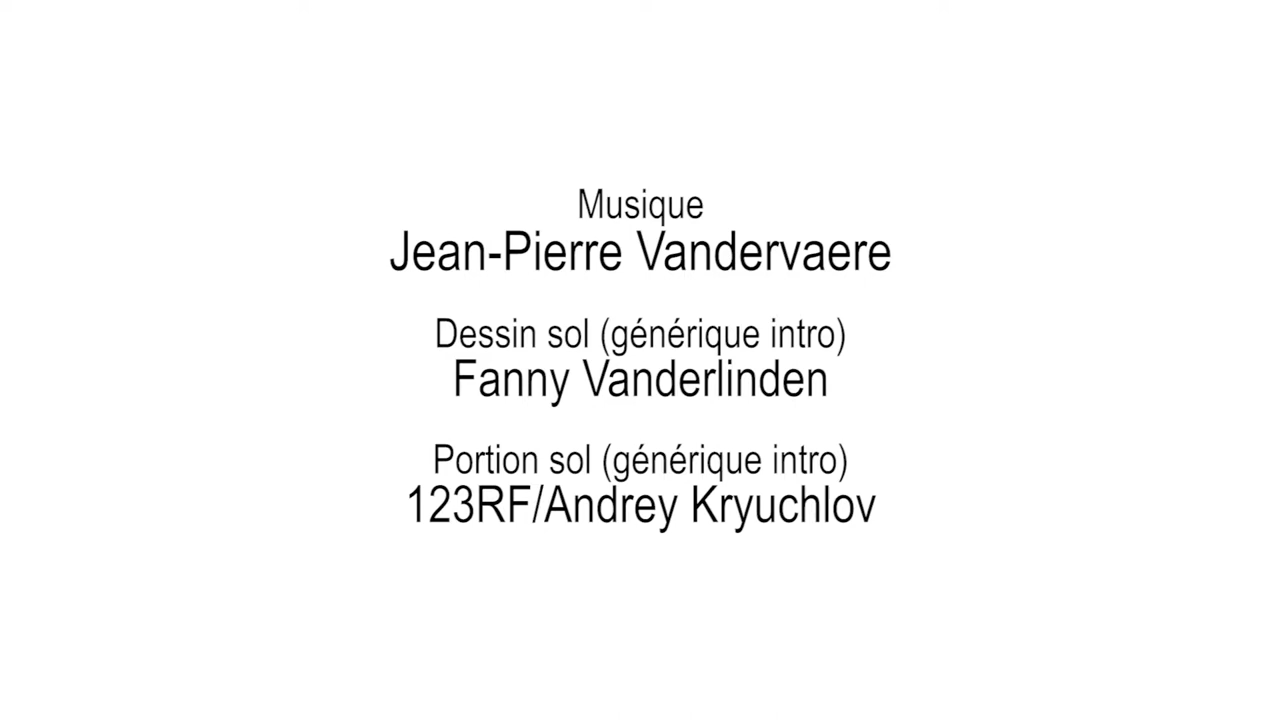 Musique
Jean-Pierre Vandervaere
Dessin sol (générique intro)
Fanny Vanderlinden
Portion sol (générique intro)
123RF/Andrey Kryuchlov